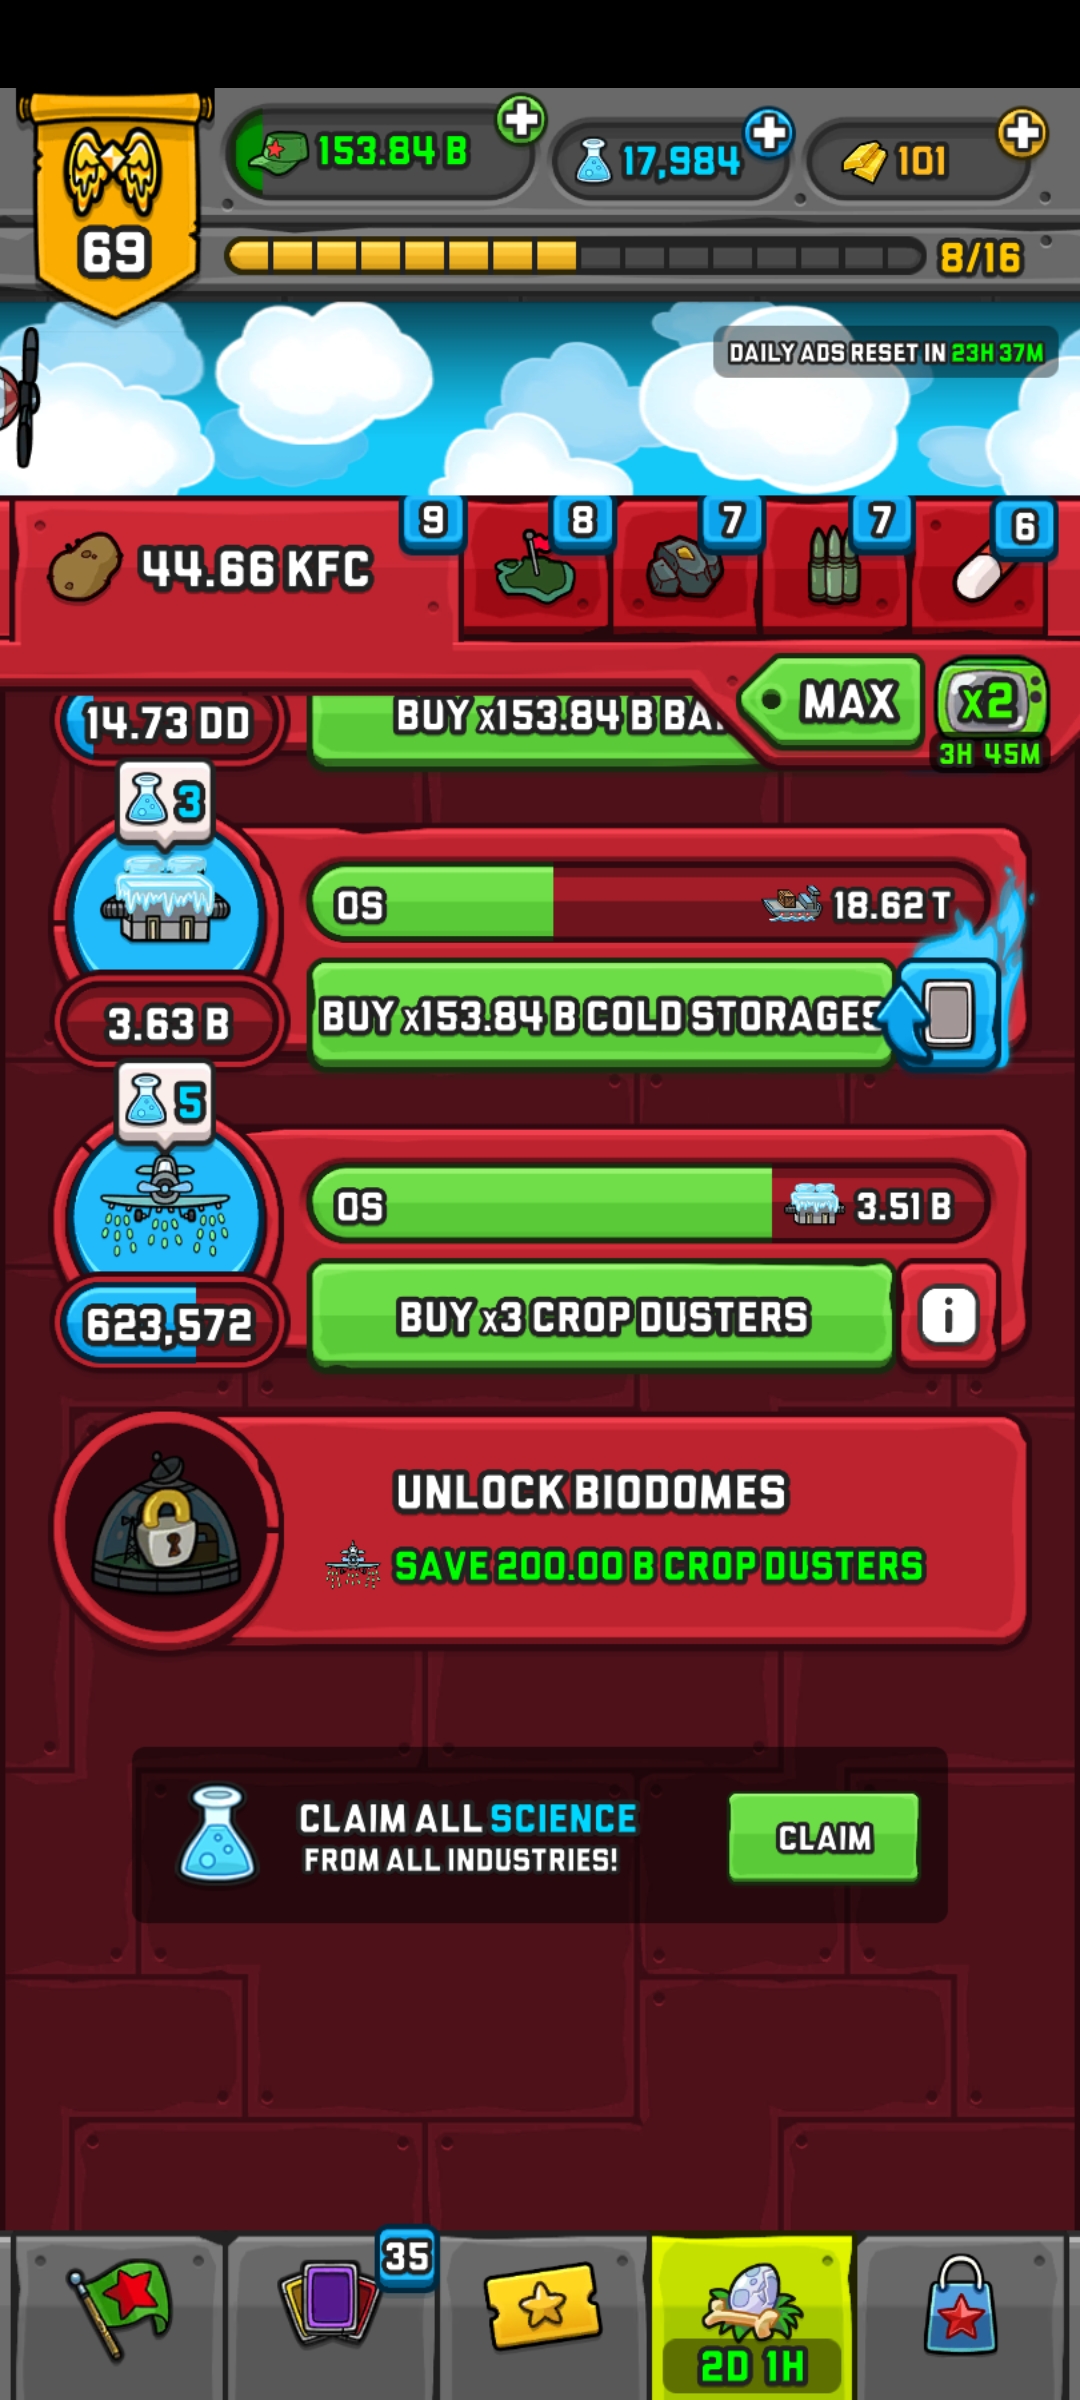 153.84 B
17,984
101
69
8/16
DAILY ADS RESET IN 23H 37M
44.66 KFC
9
8
7
7
6
MAX
x2
3H 45M
14.73 DD
BUY x153.84 B
3
OS
18.62 T
3.63 B
BUY x153.84 B COLD STORAGES
5
OS
3.51 B
623,572
BUY x3 CROP DUSTERS
i
UNLOCK BIODOMES
SAVE 200.00 B CROP DUSTERS
CLAIM ALL SCIENCE
FROM ALL INDUSTRIES!
CLAIM
35
2D 1H